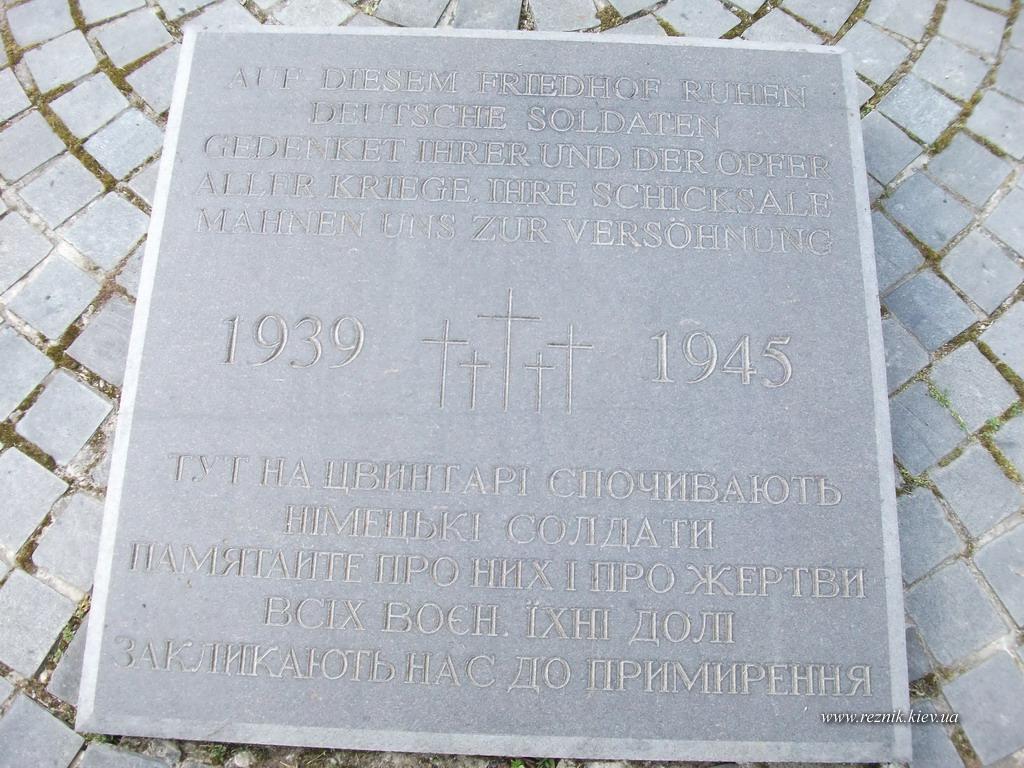 AUF DIESEM FRIEDHOF RUHEN
DEUTSCHE SOLDATEN
GEDENKET IHRER UND DER OPFER
ALLER KRIEGE. IHRE SCHICKSALE
MAHNEN UNS ZUR VERSÖHNUNG
1939 1945
ТУТ НА ЦВИНТАРІ СПОЧИВАЮТЬ
НІМЕЦЬКІ СОЛДАТИ
ПАМ'ЯТАЙТЕ ПРО НИХ І ПРО ЖЕРТВИ
ВСІХ ВОЄН. ЇХНІ ДОЛІ
ЗАКЛИКАЮТЬ НАС ДО ПРИМИРЕННЯ
www.reznik.kiev.ua